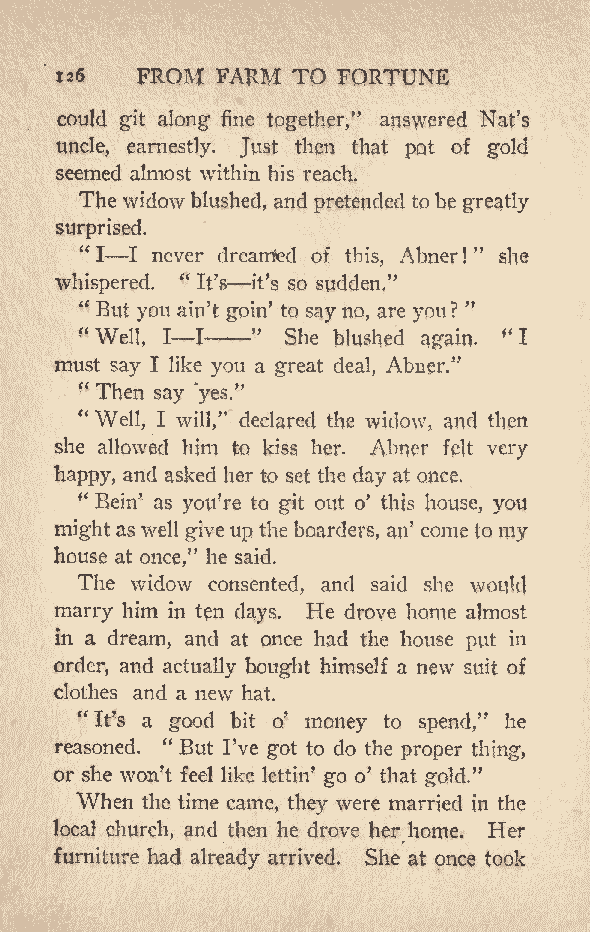 126 FROM FARM TO FORTUNE
could git along fine together," answered Nat's
uncle, earnestly. Just then that pot of gold
seemed almost within his reach.
The widow blushed, and pretended to be greatly
surprised.
"I—I never dreamed of this, Abner!" she
whispered. "It's—it's so sudden."
"But you ain't goin' to say no, are you?"
"Well, I—I——" She blushed again. "I
must say I like you a great deal, Abner."
"Then say yes."
"Well, I will," declared the widow, and then
she allowed him to kiss her. Abner felt very
happy, and asked her to set the day at once.
"Bein' as you're to git out o' this house, you
might as well give up the boarders, an' come to my
house at once," he said.
The widow consented, and said she would
marry him in ten days. He drove home almost
in a dream, and at once had the house put in
order, and actually bought himself a new suit of
clothes and a new hat.
"It's a good bit o' money to spend," he
reasoned. "But I've got to do the proper thing,
or she won't feel like lettin' go o' that gold."
When the time came, they were married in the
local church, and then he drove her home. Her
furniture had already arrived. She at once took